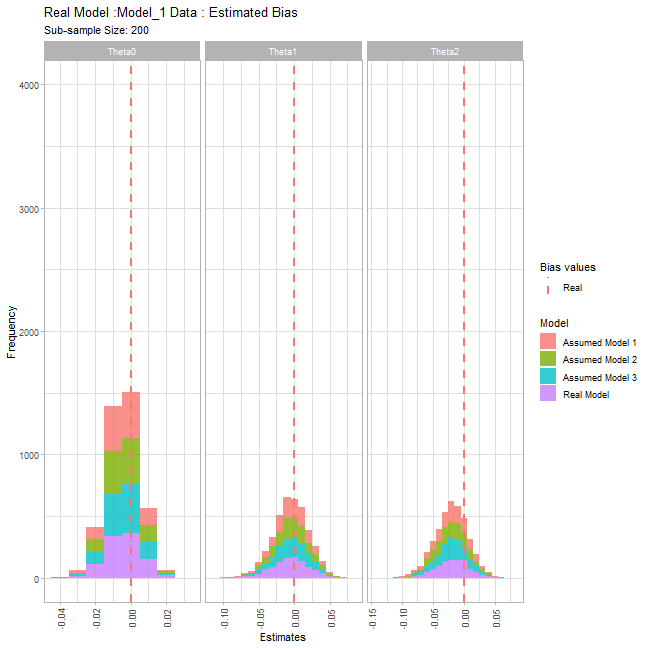 Real Model :Model_1 Data : Estimated Bias
Sub-sample Size: 200
Theta0 Theta1 Theta2
4000
3000
2000
1000
0
Frequency
-0.04 -0.02 0.00 0.02 -0.10 -0.05 0.00 0.05 -0.15 -0.10 -0.05 0.00 0.05
Estimates
Bias values
Real
Model
Assumed Model 1
Assumed Model 2
Assumed Model 3
Real Model